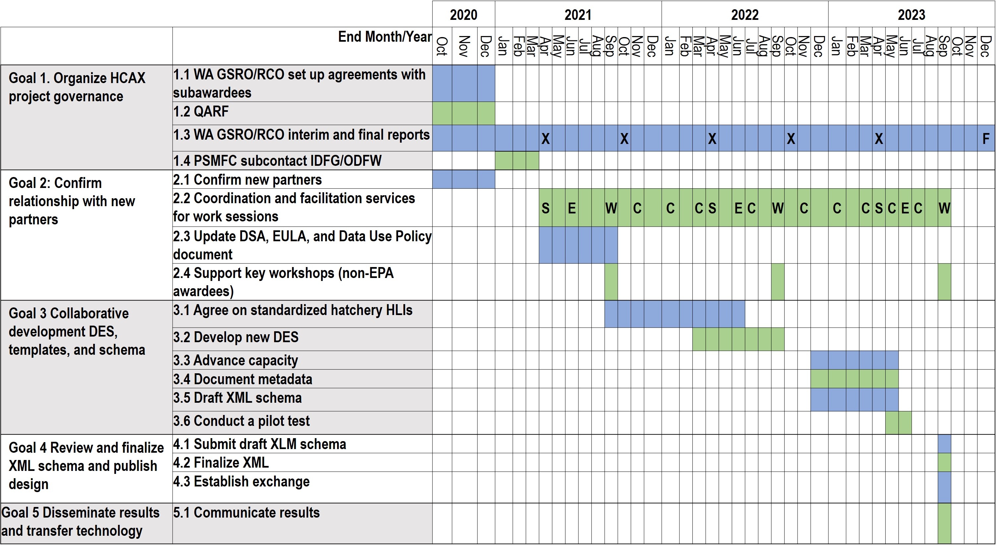 2020 2021 2022 2023
End Month/Year Oct Nov Dec Jan Feb Mar Apr May Jun Jul Aug Sep Oct Nov Dec Jan Feb Mar Apr May Jun Jul Aug Sep Oct Nov Dec Jan Feb Mar Apr May Jun Jul Aug Sep Oct Nov Dec
Goal 1. Organize HCAX
project governance
1.1 WA GSRO/RCO set up agreements with
subawardees
1.2 QARF
1.3 WA GSRO/RCO interim and final reports X X X X X F
1.4 PSMFC subcontact IDFG/ODFW
Goal 2: Confirm
relationship with new
partners
2.1 Confirm new partners
2.2 Coordination and facilitation services
for work sessions
S E W C C C S E C W C C C S C E C W
2.3 Update DSA, EULA, and Data Use Policy
document
2.4 Support key workshops (non-EPA
awardees)
Goal 3 Collaborative
development DES,
templates, and schema
3.1 Agree on standardized hatchery HLIs
3.2 Develop new DES
3.3 Advance capacity
3.4 Document metadata
3.5 Draft XML schema
3.6 Conduct a pilot test
Goal 4 Review and finalize
XML schema and publish
design
4.1 Submit draft XLM schema
4.2 Finalize XML
4.3 Establish exchange
Goal 5 Disseminate results
and transfer technology
5.1 Communicate results